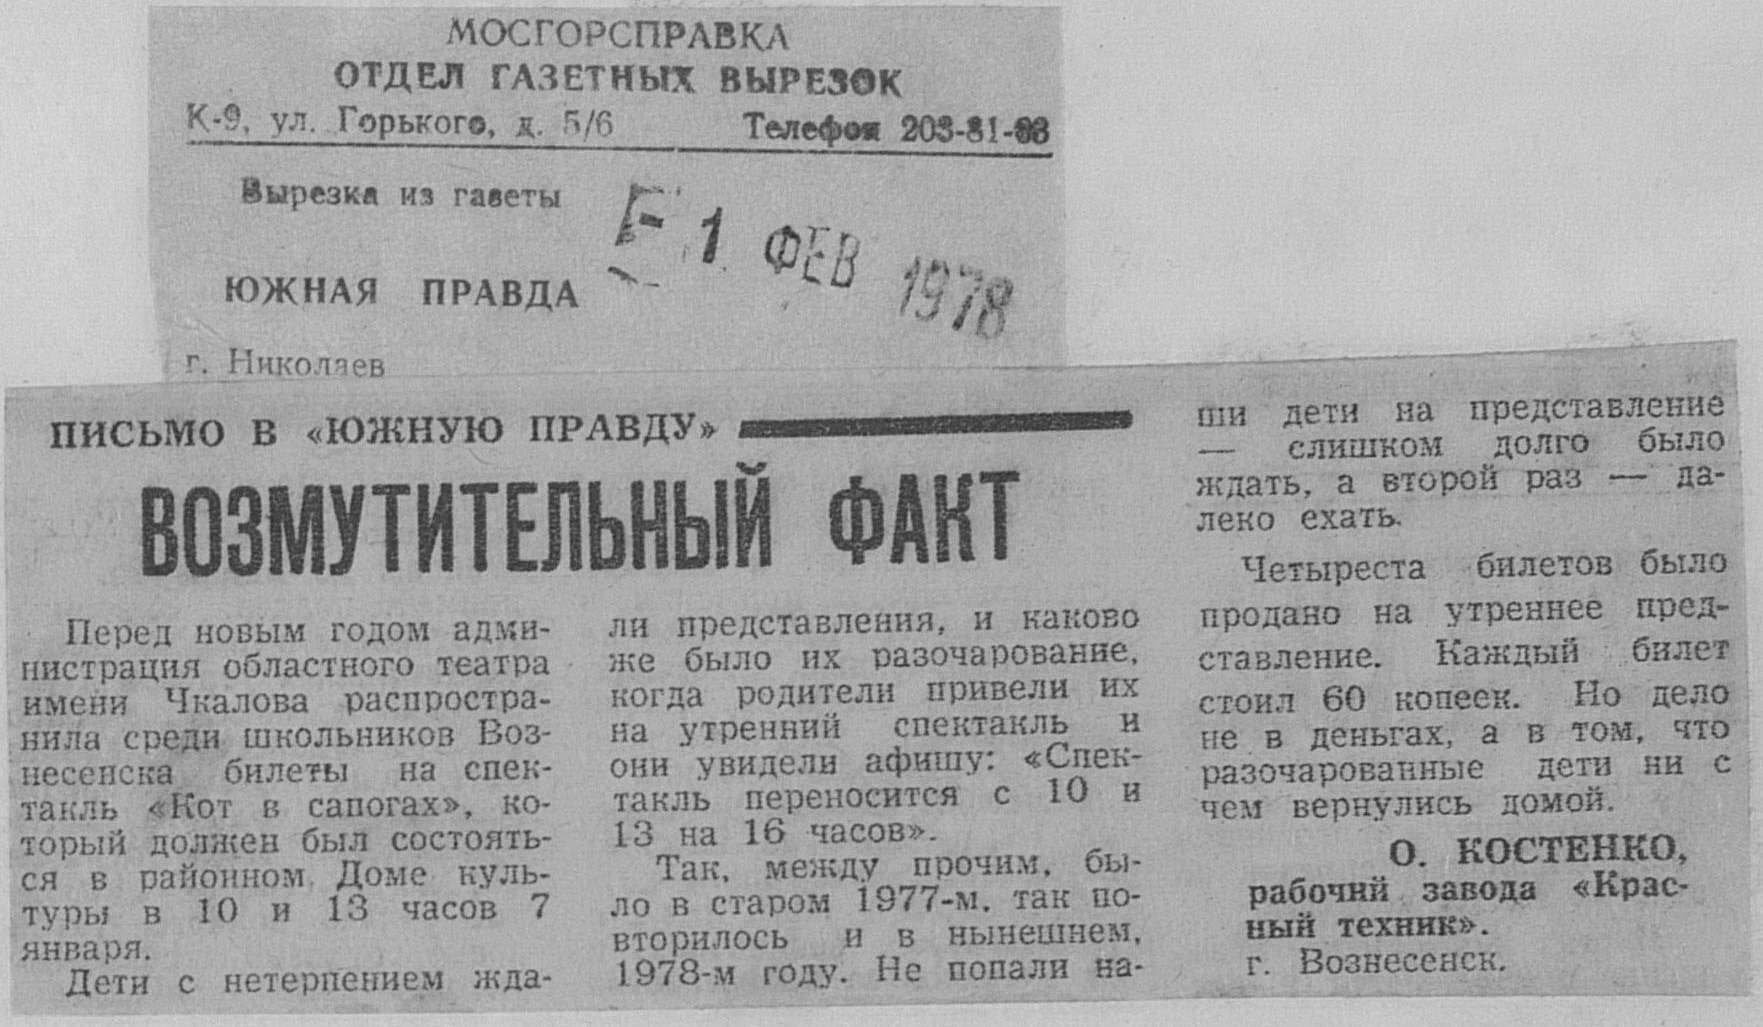 МОСГОРСПРАВКА
ОТДЕЛ ГАЗЕТНЫХ ВЫРЕЗОК
К-9, ул. Горького, д. 5/6 Телефон 203-81-63
Вырезка из газеты
- 1 ФЕВ 1978
ЮЖНАЯ ПРАВДА
г. Николаев
ПИСЬМО В «ЮЖНУЮ ПРАВДУ»
ВОЗМУТИТЕЛЬНЫЙ ФАКТ
Перед новым годом адми-
нистрация областного театра
имени Чкалова распростра-
нила среди школьников Воз-
несенска билеты на спек-
такль «Кот в сапогах», ко-
торый должен был состоять-
ся в районном Доме куль-
туры в 10 и 13 часов 7
января.
Дети с нетерпением жда-
ли представления, и каково
же было их разочарование,
когда родители привели их
на утренний спектакль и
они увидели афишу: «Спек-
такль переносится с 10 и
13 на 16 часов».
Так, между прочим, бы-
ло в старом 1977-м, так по-
вторилось и в нынешнем,
1978-м году. Не попали на-
ши дети на представление
— слишком долго было
ждать, а второй раз — да-
леко ехать.
Четыреста билетов было
продано на утреннее пред-
ставление. Каждый билет
стоил 60 копеек. Но дело
не в деньгах, а в том, что
разочарованные дети ни с
чем вернулись домой.
О. КОСТЕНКО,
рабочий завода «Крас-
ный техник».
г. Вознесенск.